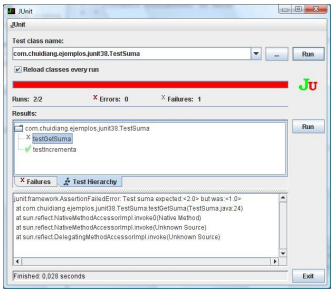 JUnit
JUnit
Test class name:
com.chuidiang.ejemplos.junit38.TestSuma
...
Run
Reload classes every run
JU
Runs: 2/2
X Errors: 0
X Failures: 1
Results:
com.chuidiang.ejemplos.junit38.TestSuma
X testGetSuma
testIncrementa
Run
X Failures
Test Hierarchy
junit.framework.AssertionFailedError: Test suma expected:<2.0> but was:<1.0>
at com.chuidiang.ejemplos.junit38.TestSuma.testGetSuma(TestSuma.java:24)
at sun.reflect.NativeMethodAccessorImpl.invoke0(Native Method)
at sun.reflect.NativeMethodAccessorImpl.invoke(Unknown Source)
at sun.reflect.DelegatingMethodAccessorImpl.invoke(Unknown Source)
Finished: 0,028 seconds
Exit